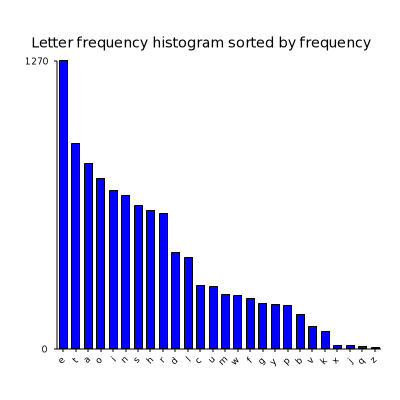 Letter frequency histogram sorted by frequency
1270
0
e t a o i n s h r d l c u m w f g y p b v k x j q z